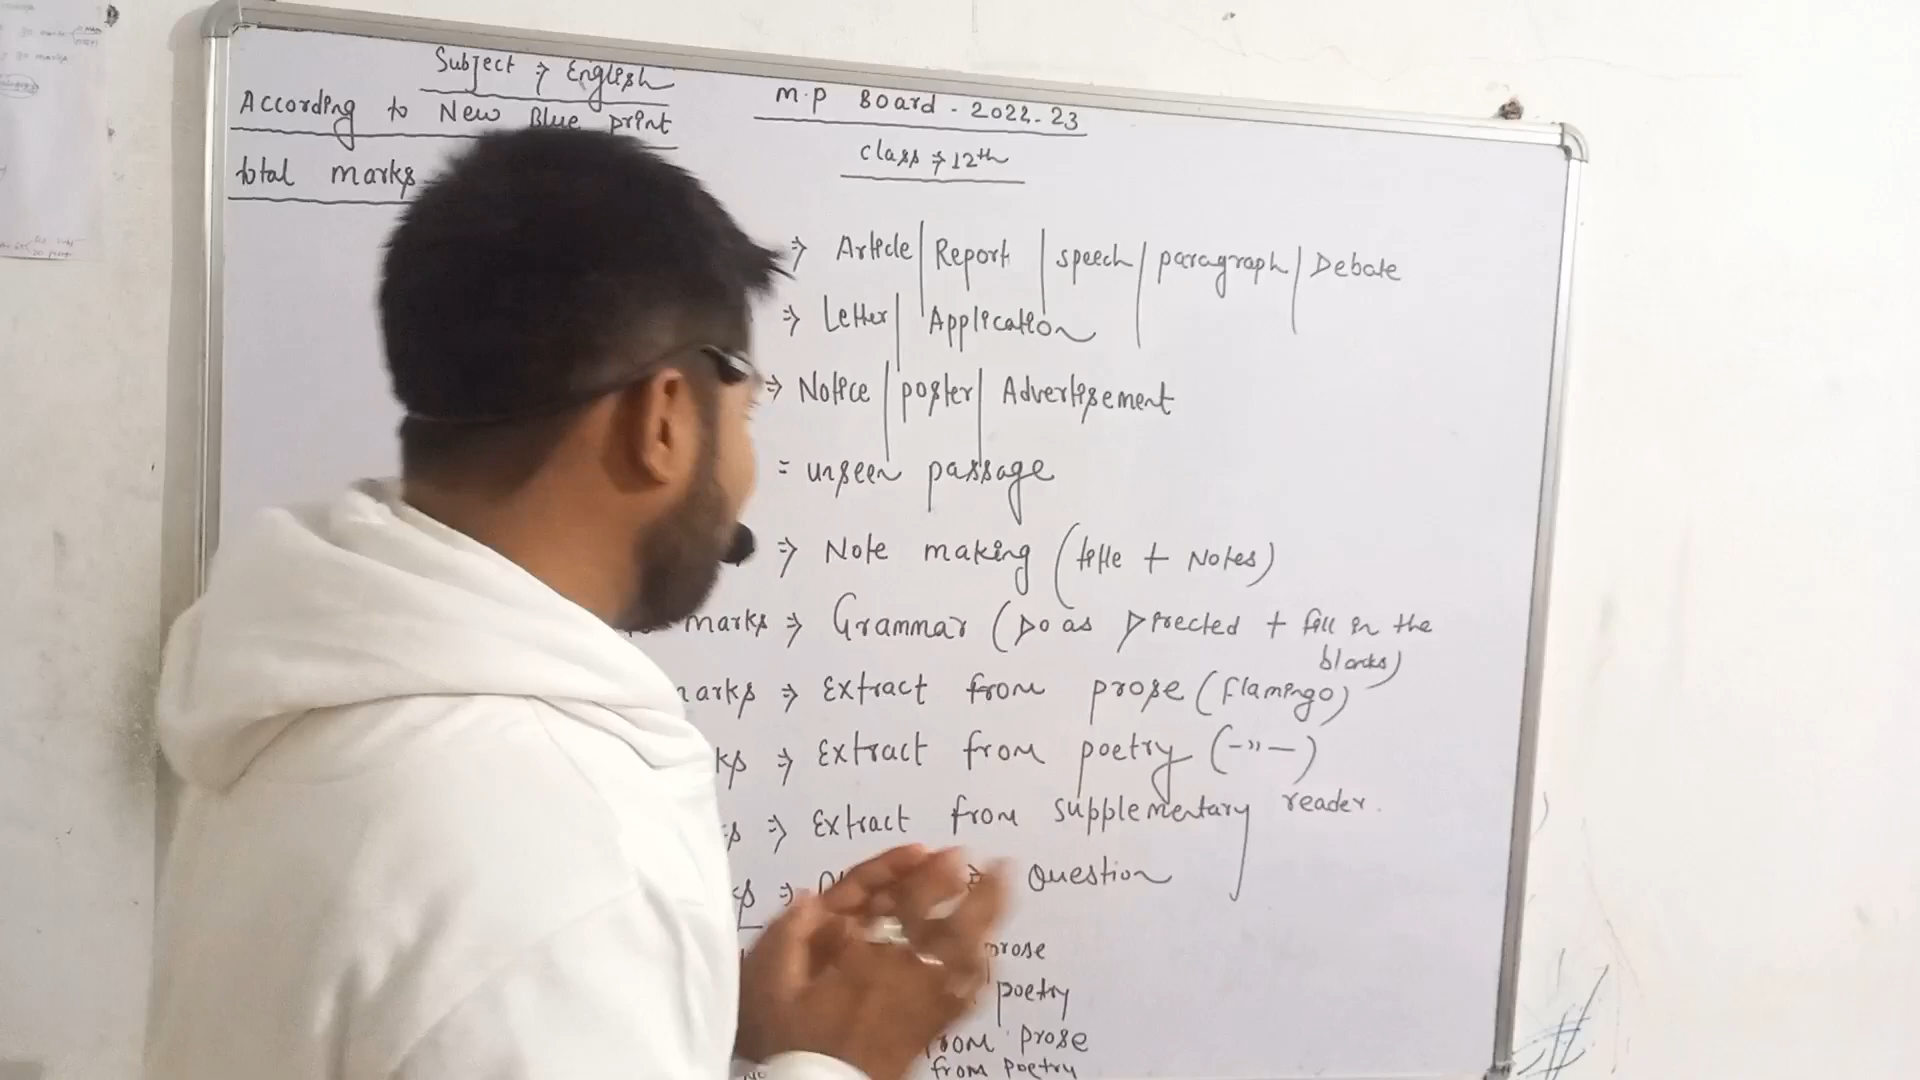 Subject ⇒ English
According to New Blue print
total marks
M.P Board - 2022-23
class ⇒ 12th
⇒ Article | Report | speech | paragraph | Debate
⇒ Letter | Application
⇒ Notice | poster | Advertisement
= unseen passage
⇒ Note making (title + Notes)
marks ⇒ Grammar (Do as Directed + fill in the
blanks)
marks ⇒ Extract from prose (Flamingo)
⇒ Extract from poetry (-"-)
⇒ Extract from supplementary reader.
⇒ Question
prose
poetry
from prose
from poetry